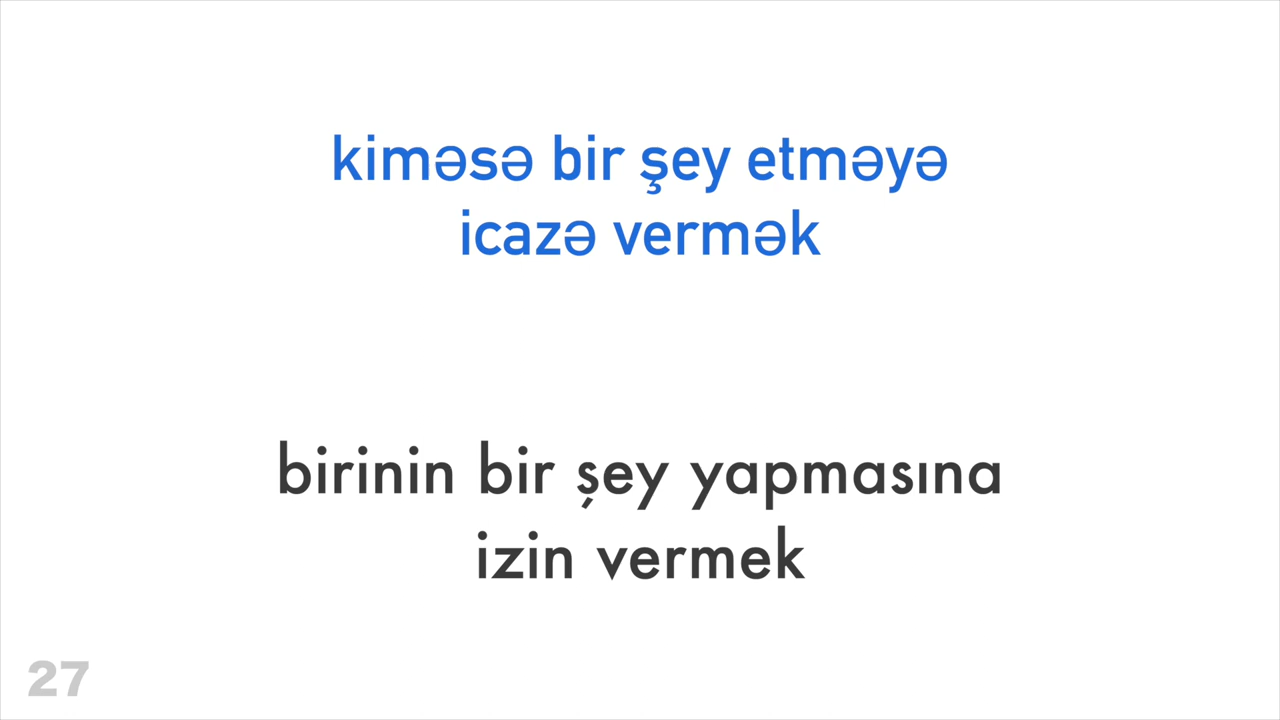 kiməsə bir şey etməyə
icazə vermək
birinin bir şey yapmasına
izin vermek
27